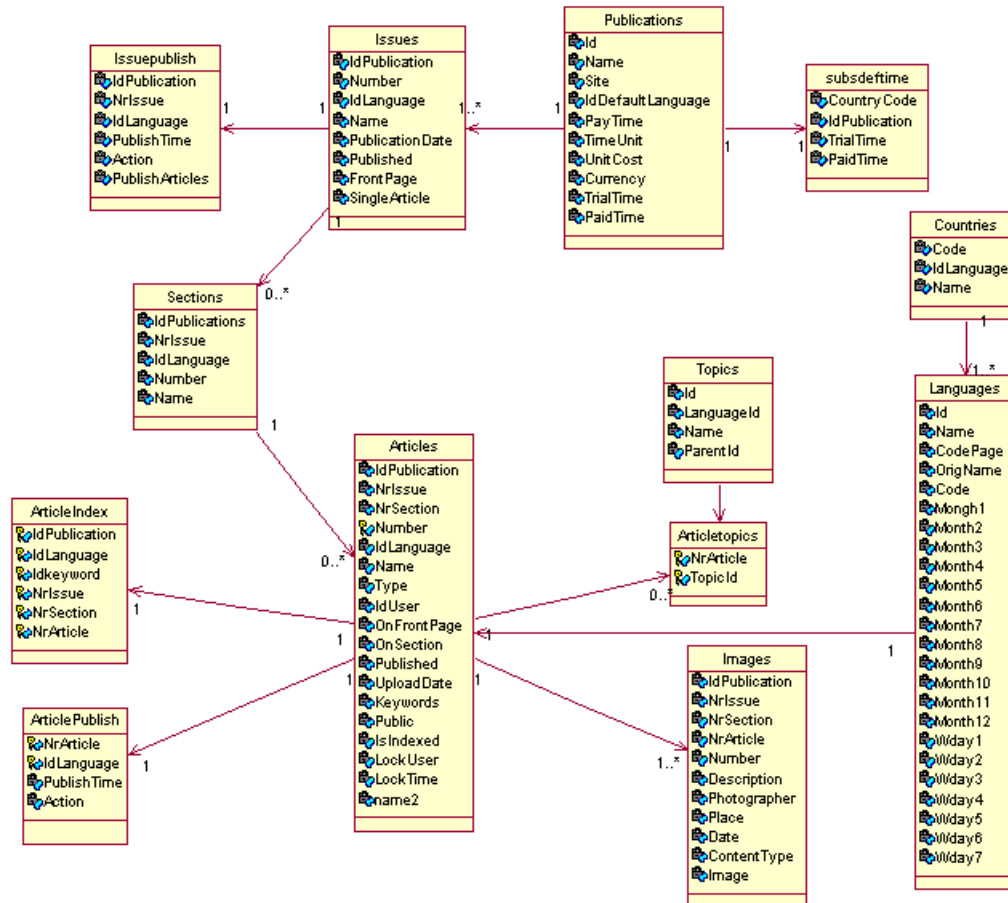 Publications
Id
Name
Site
IdDefaultLanguage
PayTime
TimeUnit
UnitCost
Currency
TrialTime
PaidTime
Issues
IdPublication
Number
IdLanguage
Name
PublicationDate
Published
FrontPage
SingleArticle
Issuepublish
IdPublication
NrIssue
IdLanguage
PublishTime
Action
PublishArticles
subsdeftime
CountryCode
IdPublication
TrialTime
PaidTime
1
1
1..*
1
1
1
Countries
Code
IdLanguage
Name
1
1..*
1
0..*
Sections
IdPublications
NrIssue
IdLanguage
Number
Name
1
0..*
Topics
Id
LanguageId
Name
ParentId
Languages
Id
Name
CodePage
OrigName
Code
Mongh1
Month2
Month3
Month4
Month5
Month6
Month7
Month8
Month9
Month10
Month11
Month12
Wday1
Wday2
Wday3
Wday4
Wday5
Wday6
Wday7
Articles
IdPublication
NrIssue
NrSection
Number
IdLanguage
Name
Type
IdUser
OnFrontPage
OnSection
Published
UploadDate
Keywords
Public
IsIndexed
LockUser
LockTime
name2
ArticleIndex
IdPublication
IdLanguage
Idkeyword
NrIssue
NrSection
NrArticle
Articletopics
NrArticle
TopicId
0..*
1
1
1
1
1
1
1
1..*
Images
IdPublication
NrIssue
NrSection
NrArticle
Number
Description
Photographer
Place
Date
ContentType
Image
ArticlePublish
NrArticle
IdLanguage
PublishTime
Action